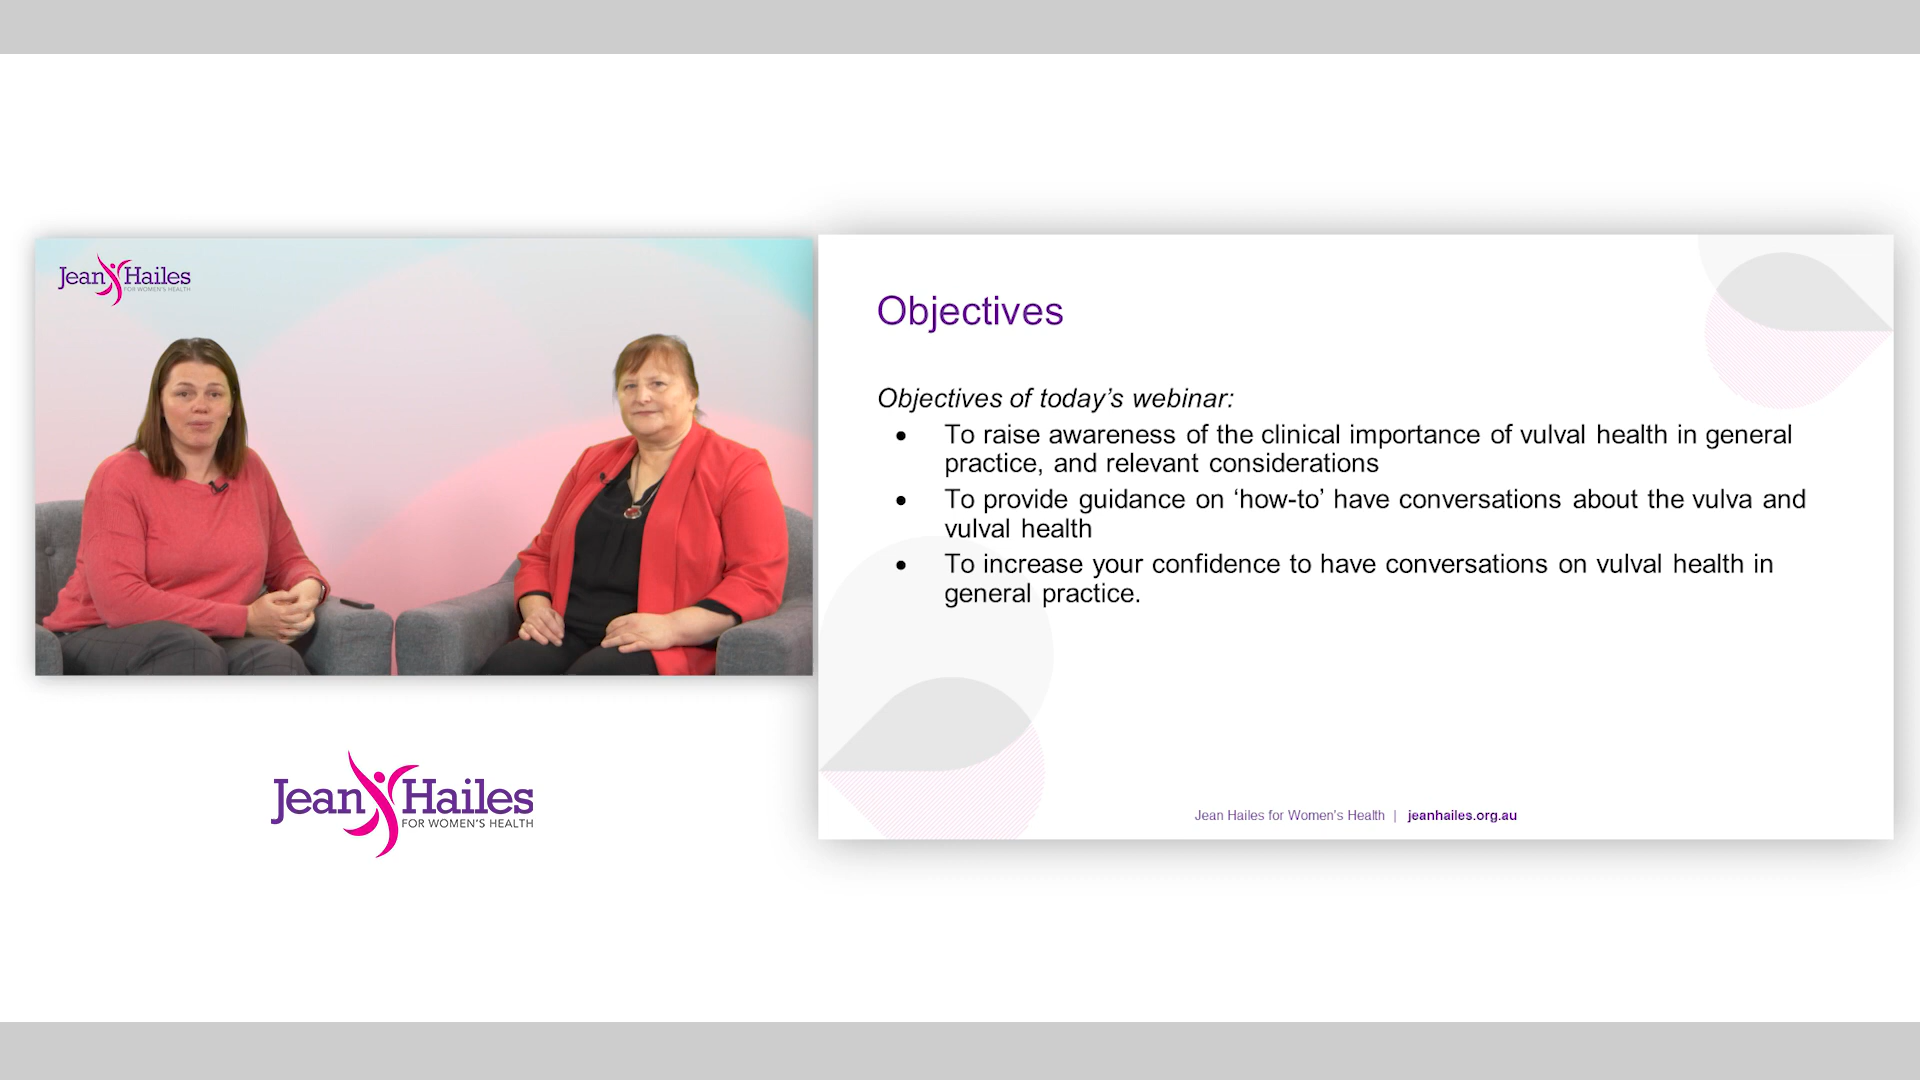 Jean Hailes
FOR WOMEN'S HEALTH
Objectives
Objectives of today’s webinar:
• To raise awareness of the clinical importance of vulval health in general
practice, and relevant considerations
• To provide guidance on ‘how-to’ have conversations about the vulva and
vulval health
• To increase your confidence to have conversations on vulval health in
general practice.
Jean Hailes
FOR WOMEN'S HEALTH
Jean Hailes for Women's Health | jeanhailes.org.au